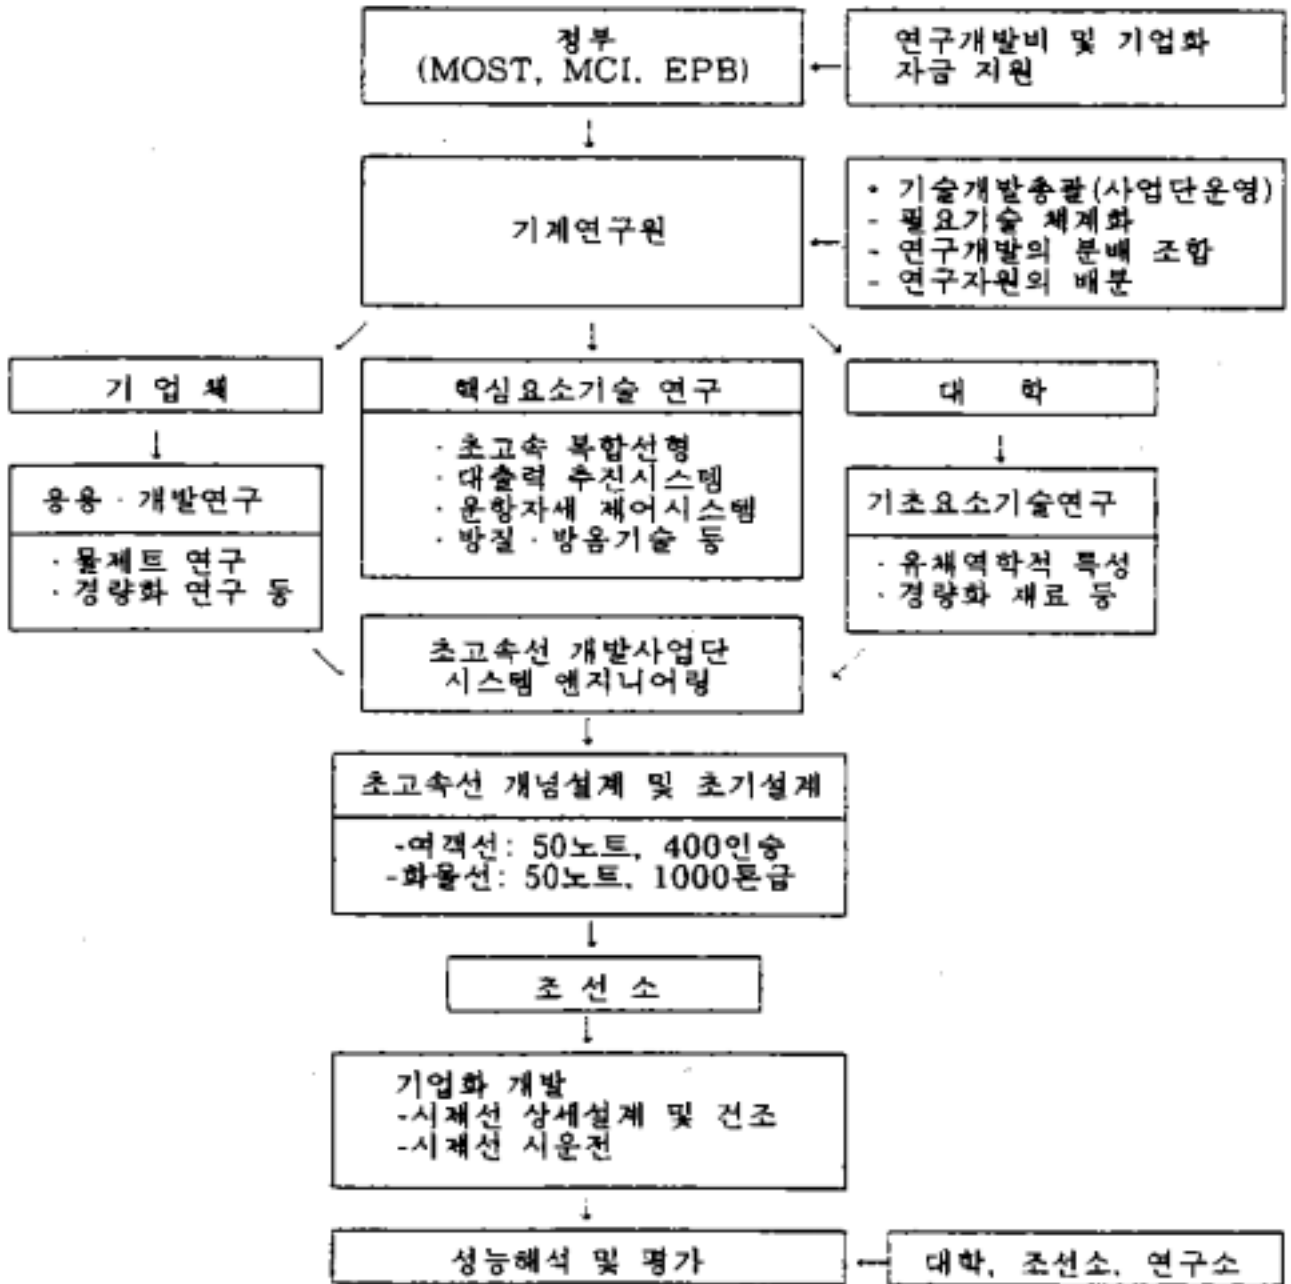 정부
(MOST, MCI, EPB)
연구개발비 및 기업화
자금 지원
기계연구원
• 기술개발총괄(사업단운영)
- 필요기술 체계화
- 연구개발의 분배 조합
- 연구자원의 배분
기 업 체
핵심요소기술 연구
대 학
· 초고속 복합선형
· 대출력 추진시스템
· 운항자세 제어시스템
· 방질 · 방음기술 등
응용 · 개발연구
· 물제트 연구
· 경량화 연구 등
기초요소기술연구
· 유체역학적 특성
· 경량화 재료 등
초고속선 개발사업단
시스템 엔지니어링
초고속선 개념설계 및 초기설계
-여객선: 50노트, 400인승
-화물선: 50노트, 1000톤급
조 선 소
기업화 개발
-시제선 상세설계 및 건조
-시제선 시운전
성능해석 및 평가
대학, 조선소, 연구소